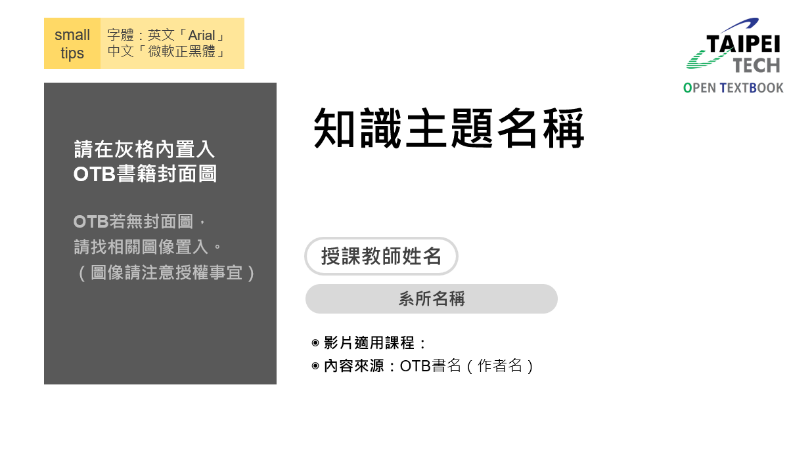 small
tips
字體：英文「Arial」
中文「微軟正黑體」
TAIPEI
TECH
OPEN TEXTBOOK
請在灰格內置入
OTB書籍封面圖
OTB若無封面圖，
請找相關圖像置入。
（圖像請注意授權事宜）
知識主題名稱
授課教師姓名
系所名稱
◉ 影片適用課程：
◉ 內容來源：OTB書名（作者名）